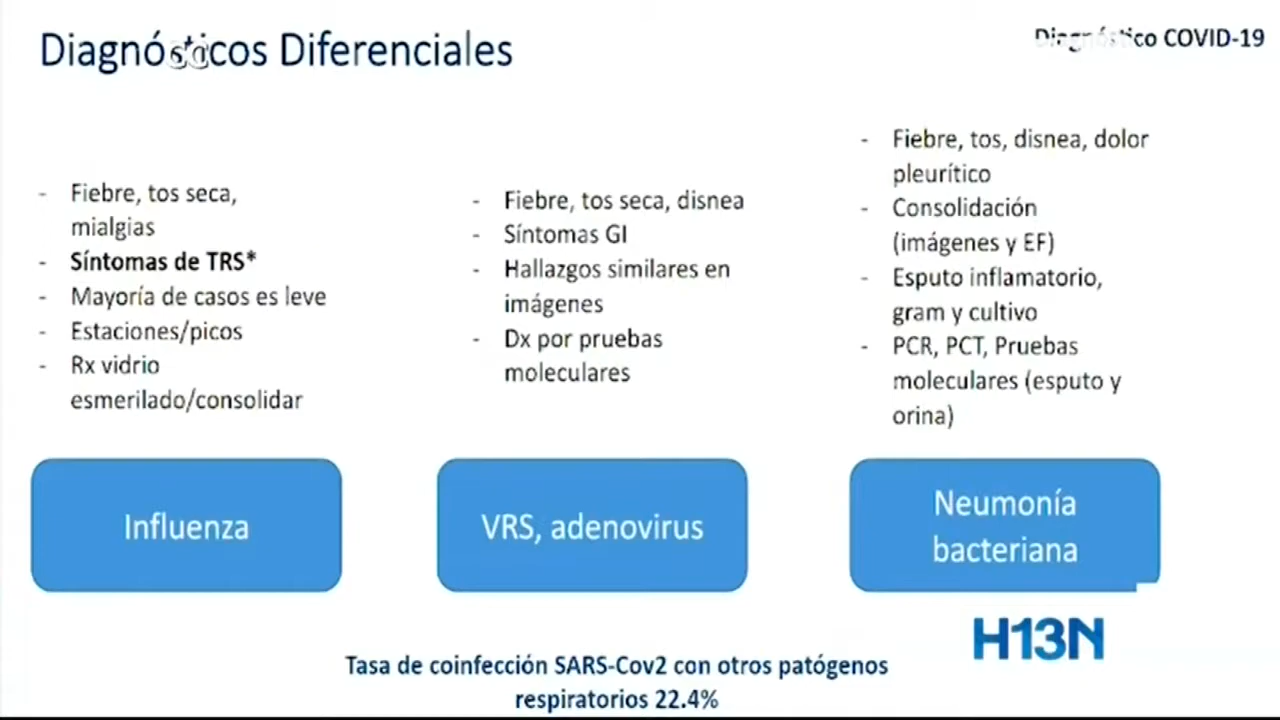 Diagnósticos Diferenciales
Diagnóstico COVID-19
- Fiebre, tos seca,
mialgias
- Síntomas de TRS*
- Mayoría de casos es leve
- Estaciones/picos
- Rx vidrio
esmerilado/consolidar
Influenza
- Fiebre, tos seca, disnea
- Síntomas GI
- Hallazgos similares en
imágenes
- Dx por pruebas
moleculares
VRS, adenovirus
- Fiebre, tos, disnea, dolor
pleurítico
- Consolidación
(imágenes y EF)
- Esputo inflamatorio,
gram y cultivo
- PCR, PCT, Pruebas
moleculares (esputo y
orina)
Neumonía
bacteriana
H13N
Tasa de coinfección SARS-Cov2 con otros patógenos
respiratorios 22.4%